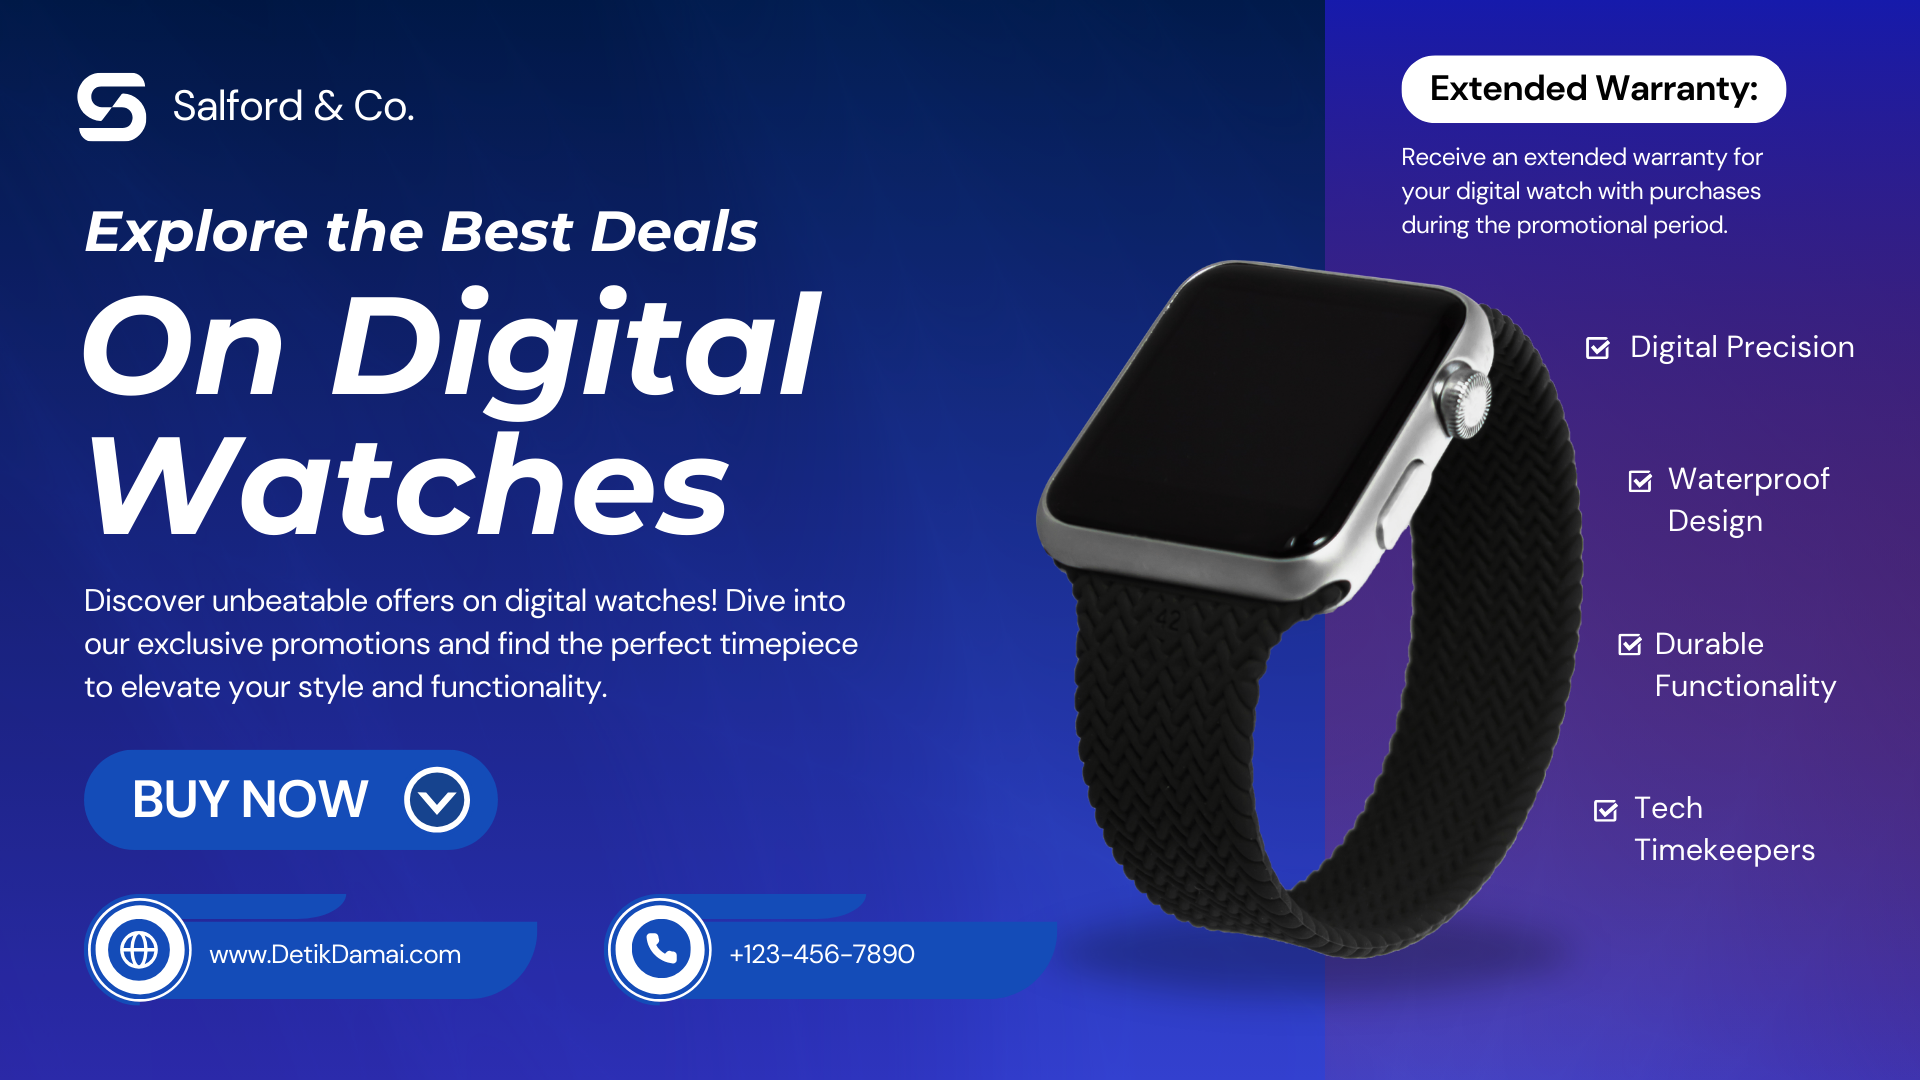 Salford & Co.
Explore the Best Deals
On Digital
Watches
Discover unbeatable offers on digital watches! Dive into
our exclusive promotions and find the perfect timepiece
to elevate your style and functionality.
BUY NOW
www.DetikDamai.com
+123-456-7890
Extended Warranty:
Receive an extended warranty for
your digital watch with purchases
during the promotional period.
Digital Precision
Waterproof
Design
Durable
Functionality
Tech
Timekeepers
42